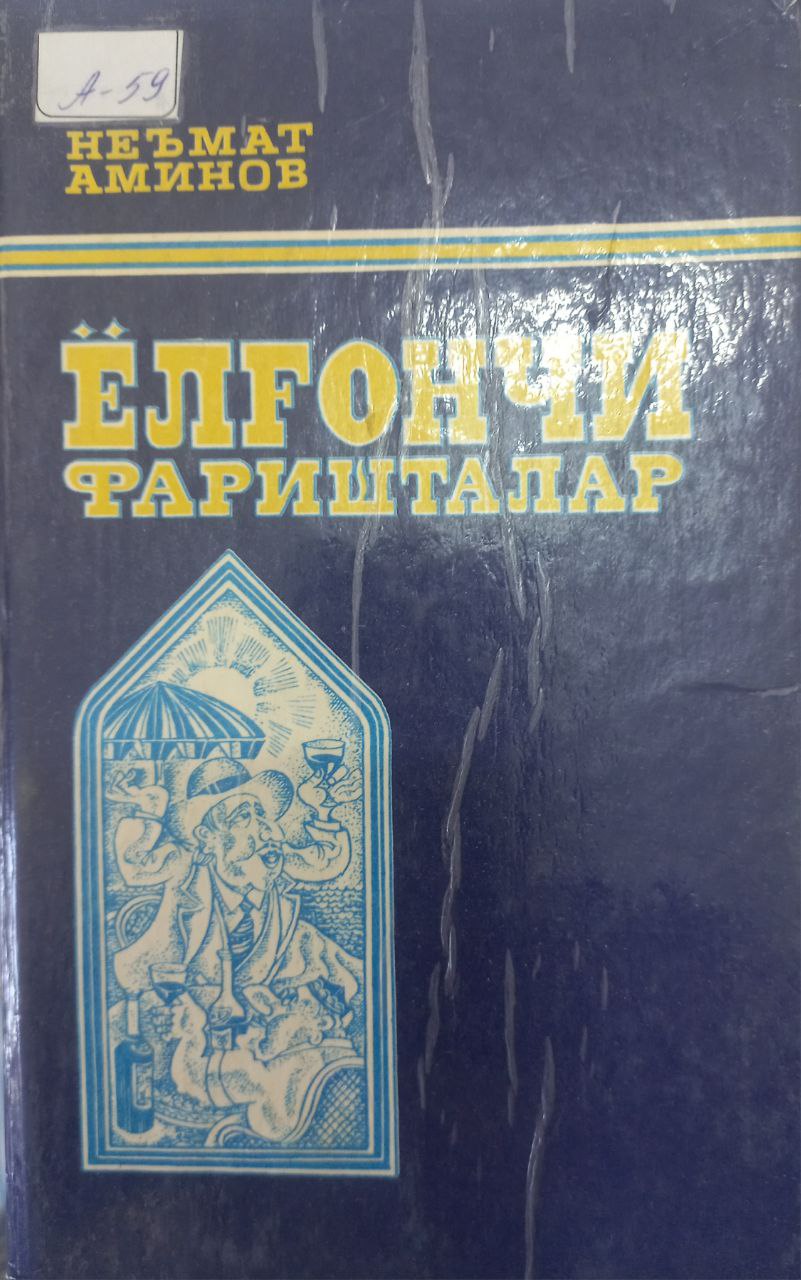 А-59
НЕЪМАТ
АМИНОВ
ЁЛҒОНЧИ
ФАРИШТАЛАР